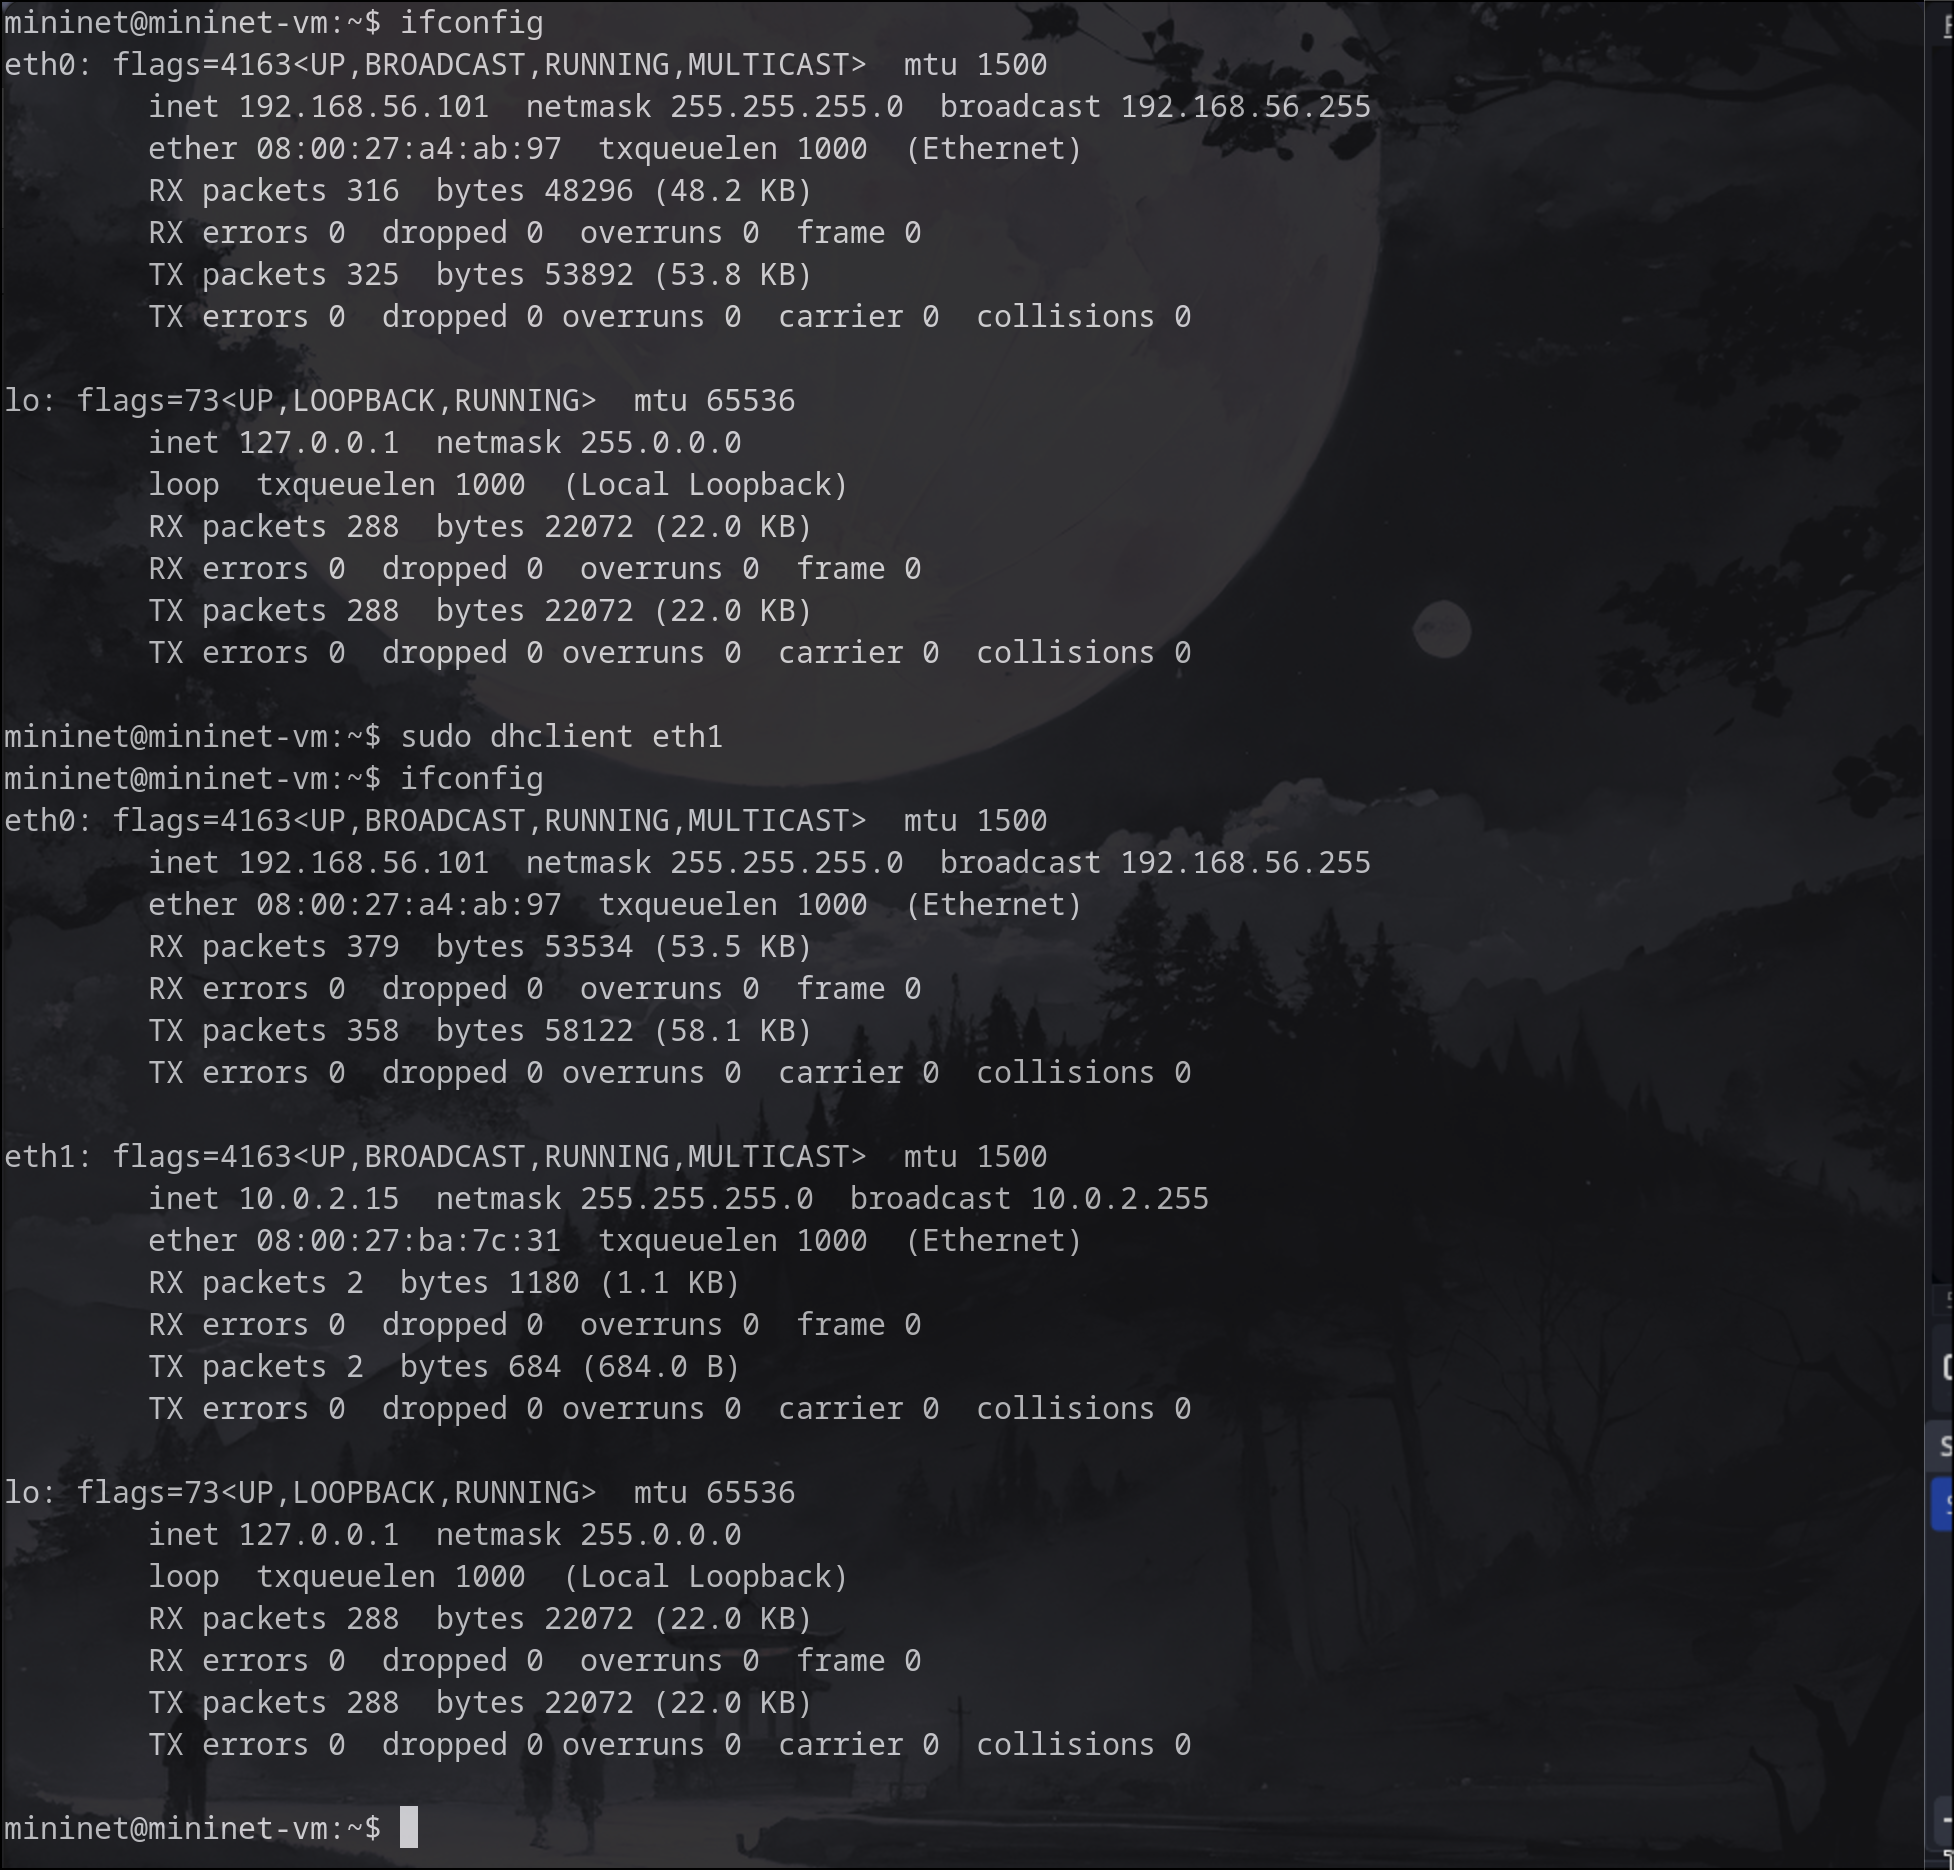 mininet@mininet-vm:~$ ifconfig
eth0: flags=4163<UP,BROADCAST,RUNNING,MULTICAST>  mtu 1500
        inet 192.168.56.101  netmask 255.255.255.0  broadcast 192.168.56.255
        ether 08:00:27:a4:ab:97  txqueuelen 1000  (Ethernet)
        RX packets 316  bytes 48296 (48.2 KB)
        RX errors 0  dropped 0  overruns 0  frame 0
        TX packets 325  bytes 53892 (53.8 KB)
        TX errors 0  dropped 0 overruns 0  carrier 0  collisions 0

lo: flags=73<UP,LOOPBACK,RUNNING>  mtu 65536
        inet 127.0.0.1  netmask 255.0.0.0
        loop  txqueuelen 1000  (Local Loopback)
        RX packets 288  bytes 22072 (22.0 KB)
        RX errors 0  dropped 0  overruns 0  frame 0
        TX packets 288  bytes 22072 (22.0 KB)
        TX errors 0  dropped 0 overruns 0  carrier 0  collisions 0

mininet@mininet-vm:~$ sudo dhclient eth1
mininet@mininet-vm:~$ ifconfig
eth0: flags=4163<UP,BROADCAST,RUNNING,MULTICAST>  mtu 1500
        inet 192.168.56.101  netmask 255.255.255.0  broadcast 192.168.56.255
        ether 08:00:27:a4:ab:97  txqueuelen 1000  (Ethernet)
        RX packets 379  bytes 53534 (53.5 KB)
        RX errors 0  dropped 0  overruns 0  frame 0
        TX packets 358  bytes 58122 (58.1 KB)
        TX errors 0  dropped 0 overruns 0  carrier 0  collisions 0

eth1: flags=4163<UP,BROADCAST,RUNNING,MULTICAST>  mtu 1500
        inet 10.0.2.15  netmask 255.255.255.0  broadcast 10.0.2.255
        ether 08:00:27:ba:7c:31  txqueuelen 1000  (Ethernet)
        RX packets 2  bytes 1180 (1.1 KB)
        RX errors 0  dropped 0  overruns 0  frame 0
        TX packets 2  bytes 684 (684.0 B)
        TX errors 0  dropped 0 overruns 0  carrier 0  collisions 0

lo: flags=73<UP,LOOPBACK,RUNNING>  mtu 65536
        inet 127.0.0.1  netmask 255.0.0.0
        loop  txqueuelen 1000  (Local Loopback)
        RX packets 288  bytes 22072 (22.0 KB)
        RX errors 0  dropped 0  overruns 0  frame 0
        TX packets 288  bytes 22072 (22.0 KB)
        TX errors 0  dropped 0 overruns 0  carrier 0  collisions 0

mininet@mininet-vm:~$